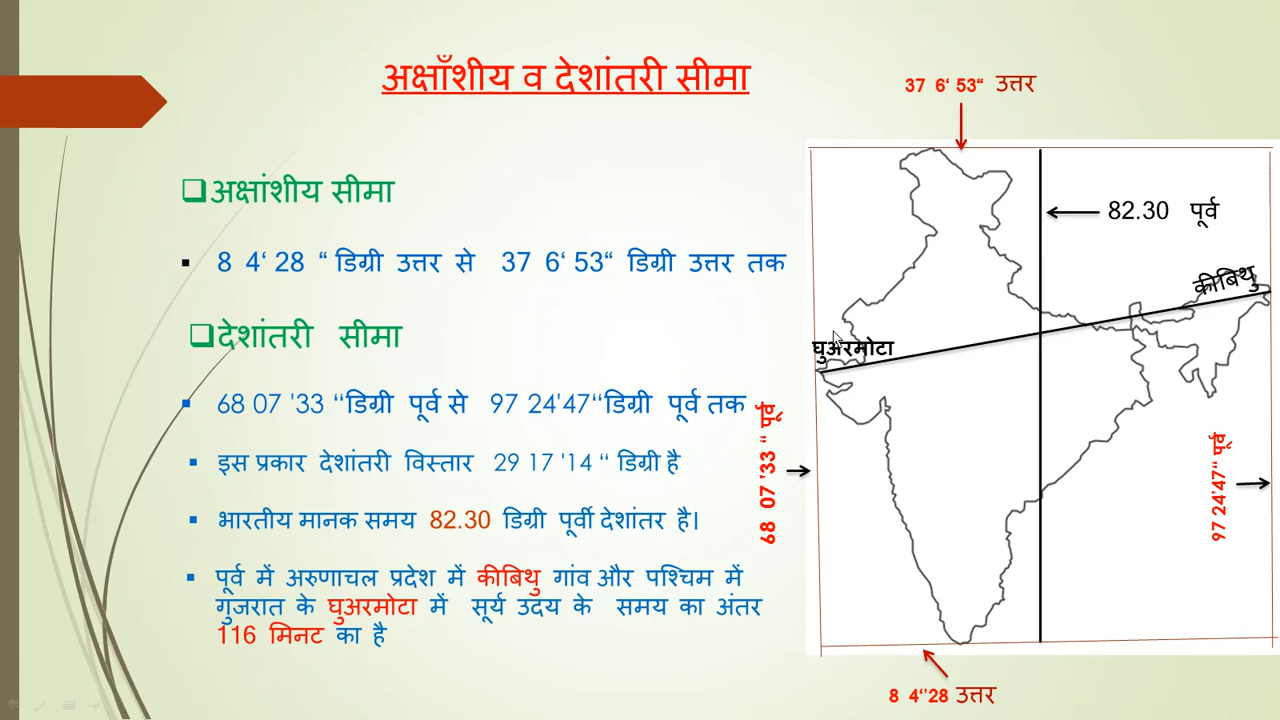 अक्षाँशीय व देशांतरी सीमा
❑अक्षांशीय सीमा
▪ 8 4‘ 28 “ डिग्री उत्तर से 37 6‘ 53“ डिग्री उत्तर तक
❑देशांतरी सीमा
▪ 68 07 '33 “डिग्री पूर्व से 97 24'47“डिग्री पूर्व तक
▪ इस प्रकार देशांतरी विस्तार 29 17 '14 “ डिग्री है
▪ भारतीय मानक समय 82.30 डिग्री पूर्वी देशांतर है।
▪ पूर्व में अरुणाचल प्रदेश में कीबिथु गांव और पश्चिम में
गुजरात के घुअरमोटा में सूर्य उदय के समय का अंतर
116 मिनट का है
37 6‘ 53“ उत्तर
82.30 पूर्व
कीबिथु
घुअरमोटा
68 07 '33 “ पूर्व
97 24'47“ पूर्व
8 4‘'28 उत्तर